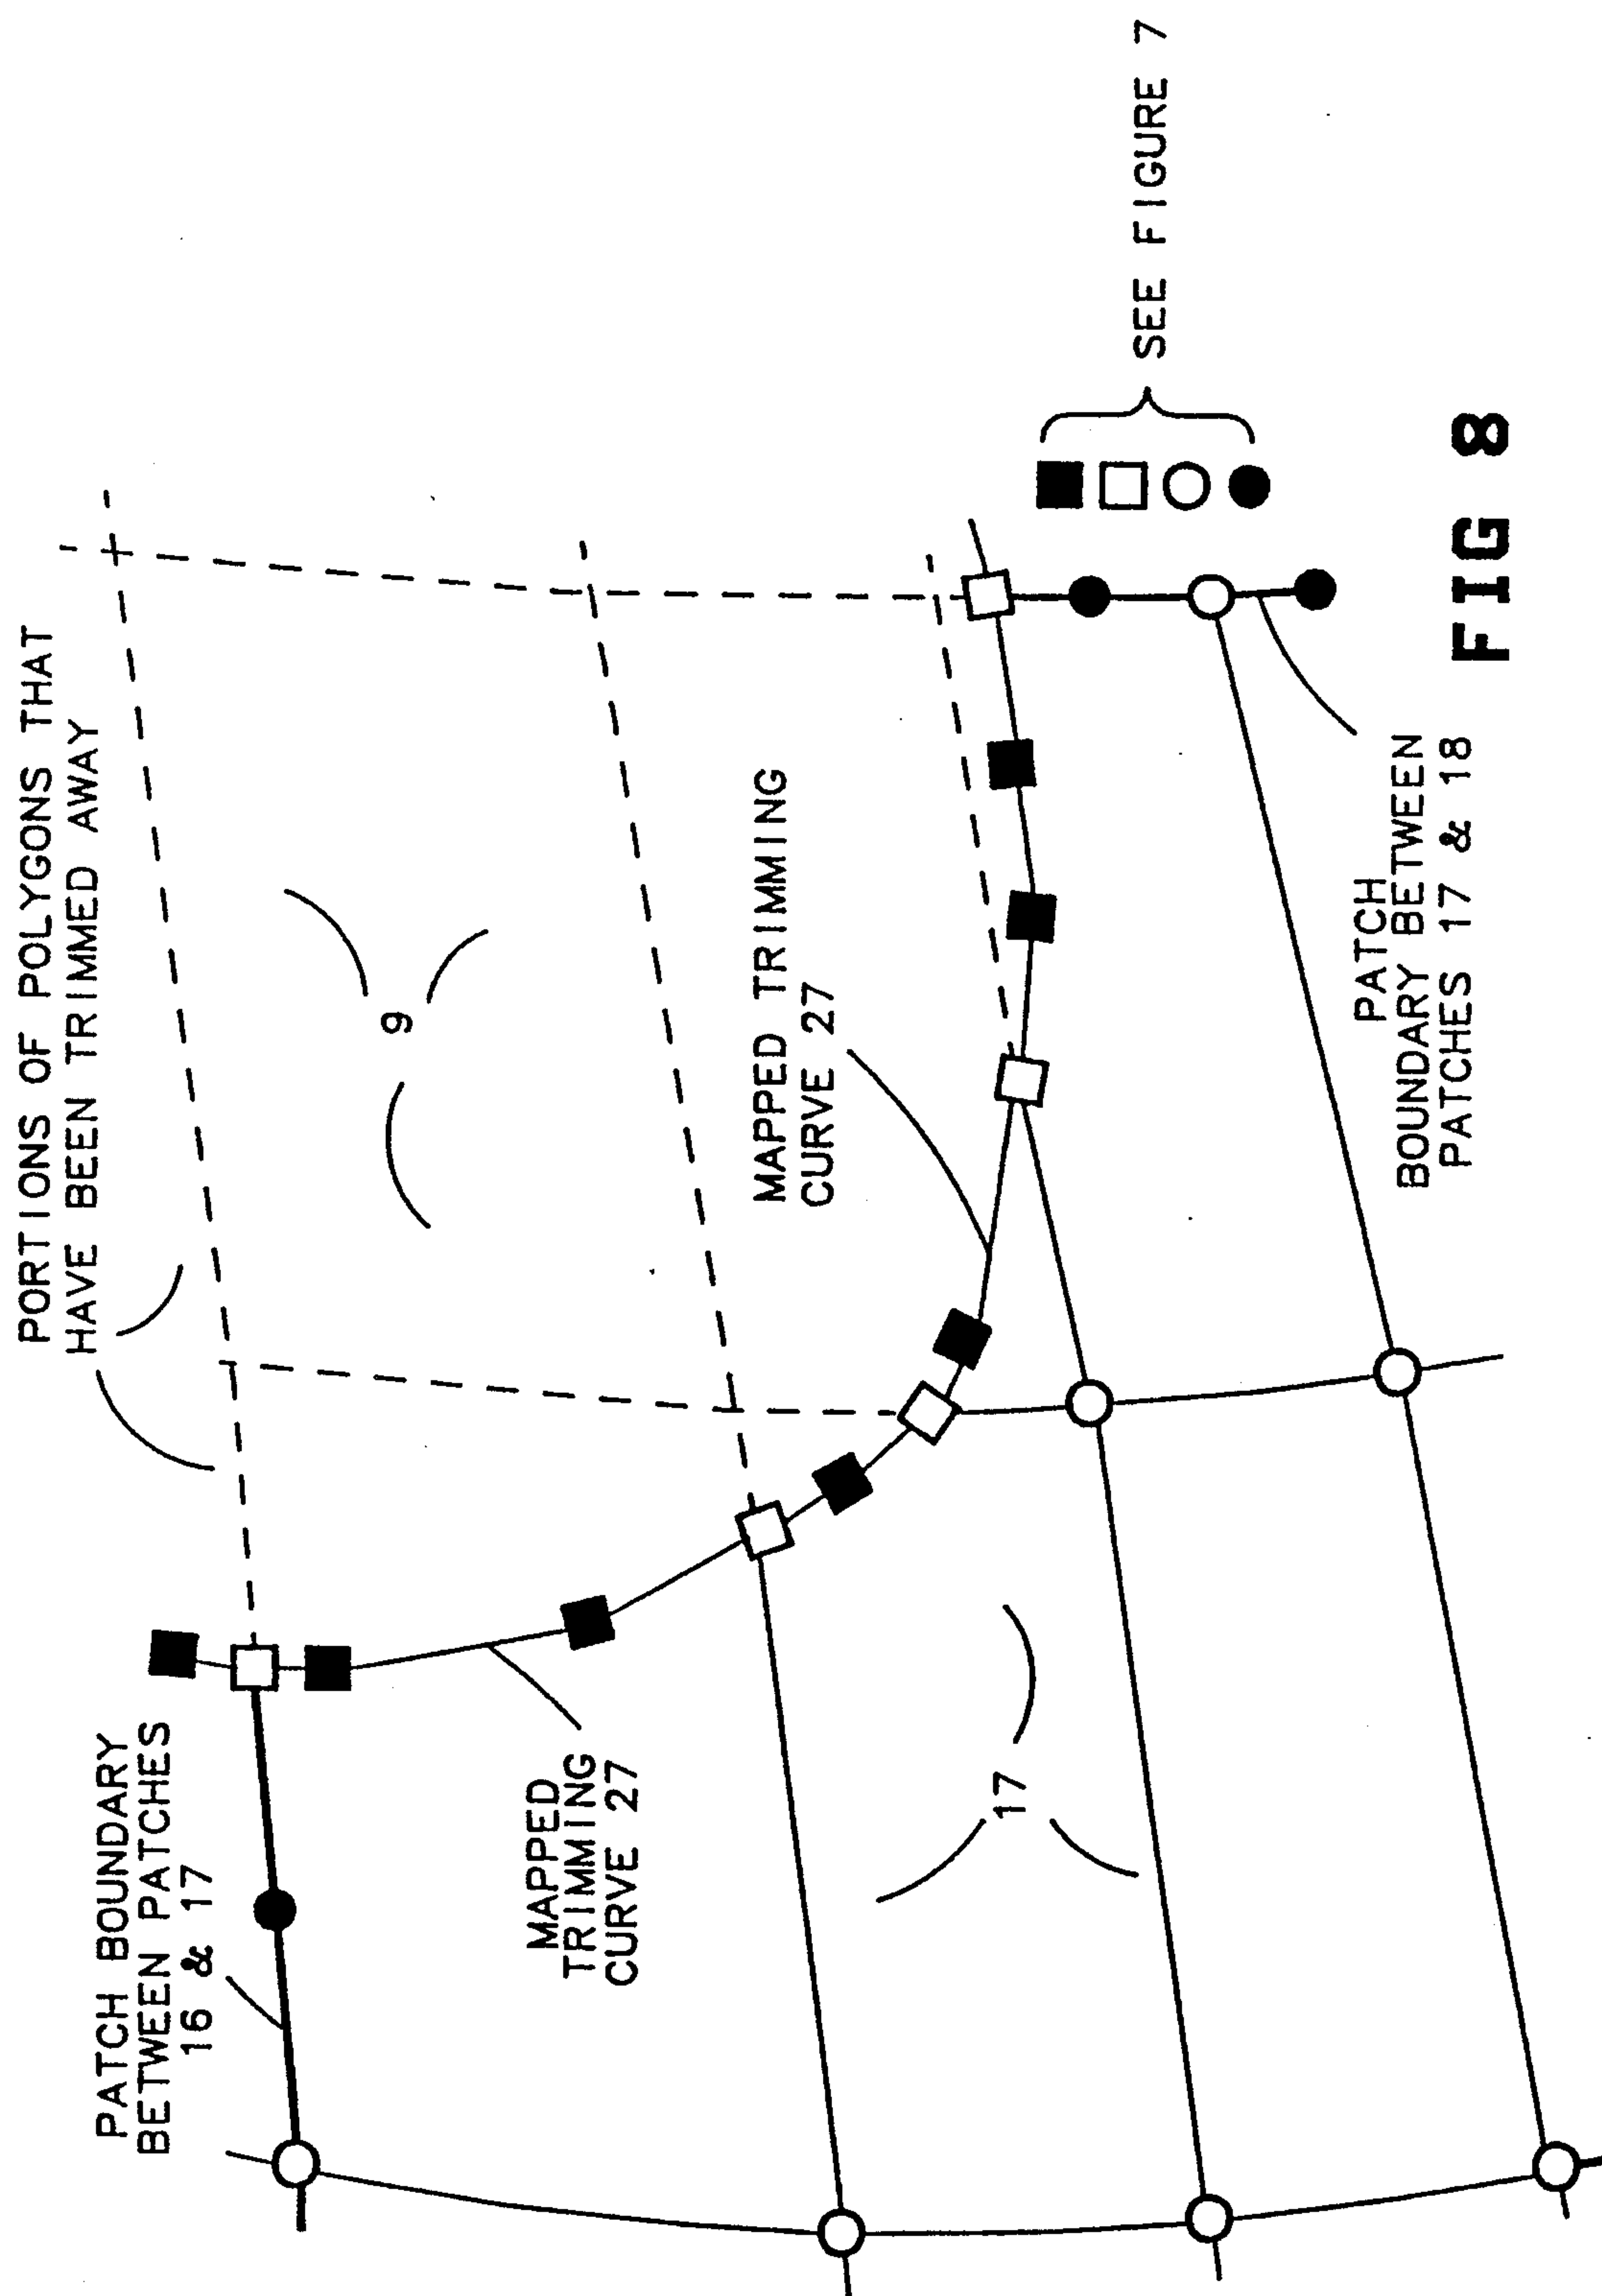 PORTIONS OF POLYGONS THAT
HAVE BEEN TRIMMED AWAY
PATCH BOUNDARY
BETWEEN PATCHES
16 & 17
9
MAPPED
TRIMMING
CURVE 27
MAPPED TRIMMING
CURVE 27
17
SEE FIGURE 7
PATCH
BOUNDARY BETWEEN
PATCHES 17 & 18
FIG 8